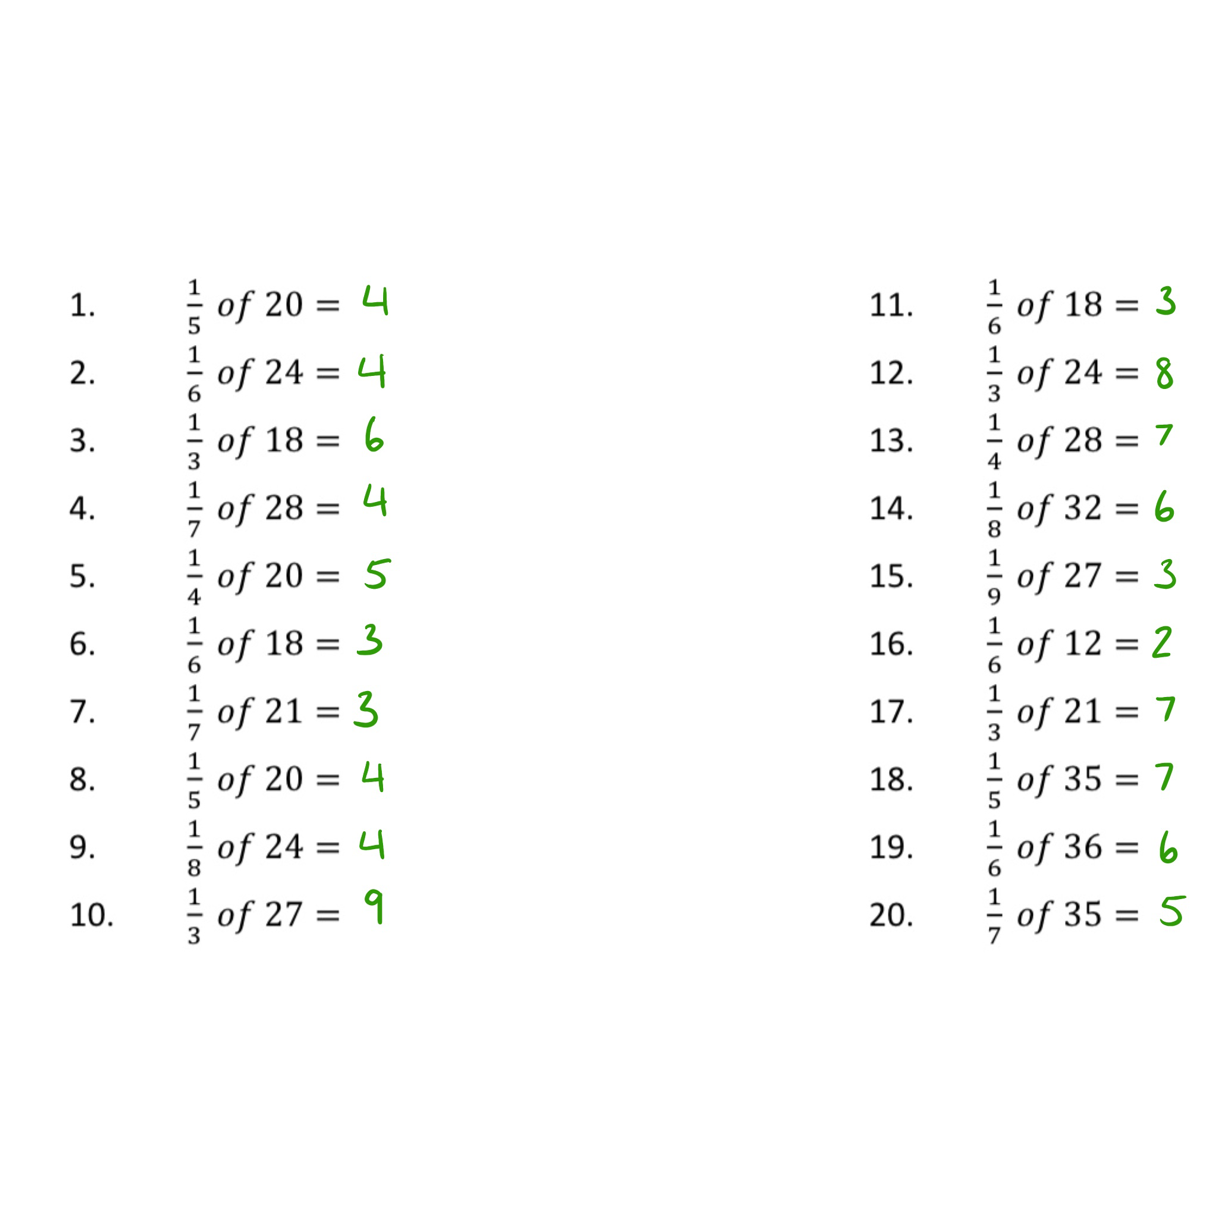 1. 1/5 of 20 = 4
2. 1/6 of 24 = 4
3. 1/3 of 18 = 6
4. 1/7 of 28 = 4
5. 1/4 of 20 = 5
6. 1/6 of 18 = 3
7. 1/7 of 21 = 3
8. 1/5 of 20 = 4
9. 1/8 of 24 = 4
10. 1/3 of 27 = 9
11. 1/6 of 18 = 3
12. 1/3 of 24 = 8
13. 1/4 of 28 = 7
14. 1/8 of 32 = 6
15. 1/9 of 27 = 3
16. 1/6 of 12 = 2
17. 1/3 of 21 = 7
18. 1/5 of 35 = 7
19. 1/6 of 36 = 6
20. 1/7 of 35 = 5